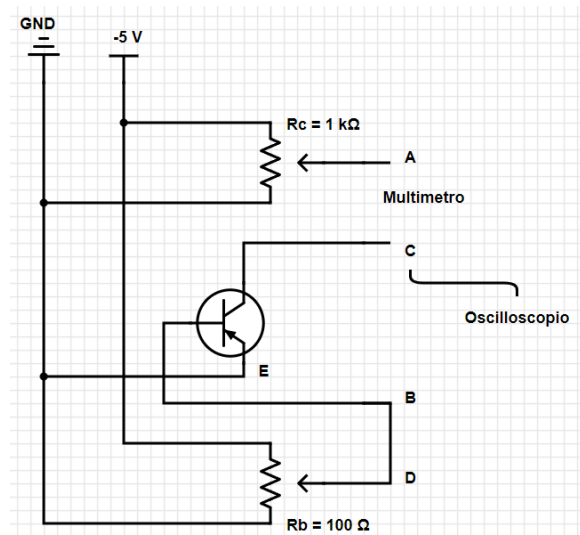 GND
-5 V
Rc = 1 kΩ
A
Multimetro
C
Oscilloscopio
E
B
D
Rb = 100 Ω